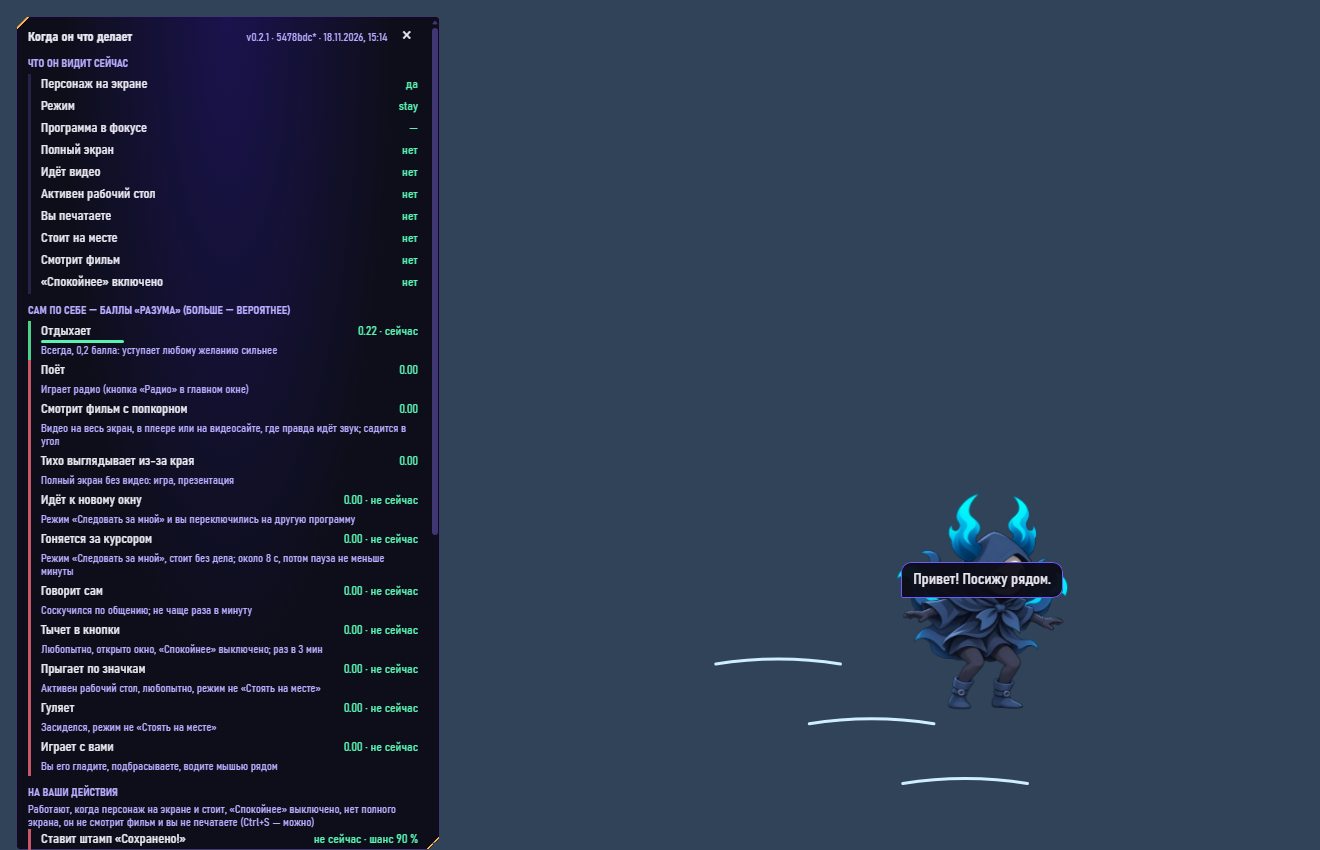 Когда он что делает
v0.2.1 · 5478bdc* · 18.11.2026, 15:14
×
ЧТО ОН ВИДИТ СЕЙЧАС
Персонаж на экране да
Режим stay
Программа в фокусе —
Полный экран нет
Идёт видео нет
Активен рабочий стол нет
Вы печатаете нет
Стоит на месте нет
Смотрит фильм нет
«Спокойнее» включено нет
САМ ПО СЕБЕ — БАЛЛЫ «РАЗУМА» (БОЛЬШЕ — ВЕРОЯТНЕЕ)
Отдыхает 0.22 · сейчас
Всегда, 0,2 балла: уступает любому желанию сильнее
Поёт 0.00
Играет радио (кнопка «Радио» в главном окне)
Смотрит фильм с попкорном 0.00
Видео на весь экран, в плеере или на видеосайте, где правда идёт звук; садится в
угол
Тихо выглядывает из-за края 0.00
Полный экран без видео: игра, презентация
Идёт к новому окну 0.00 · не сейчас
Режим «Следовать за мной» и вы переключились на другую программу
Гоняется за курсором 0.00 · не сейчас
Режим «Следовать за мной», стоит без дела; около 8 с, потом пауза не меньше
минуты
Говорит сам 0.00 · не сейчас
Соскучился по общению; не чаще раза в минуту
Тычет в кнопки 0.00 · не сейчас
Любопытно, открыто окно, «Спокойнее» выключено; раз в 3 мин
Прыгает по значкам 0.00 · не сейчас
Активен рабочий стол, любопытно, режим не «Стоять на месте»
Гуляет 0.00 · не сейчас
Засиделся, режим не «Стоять на месте»
Играет с вами 0.00 · не сейчас
Вы его гладите, подбрасываете, водите мышью рядом
НА ВАШИ ДЕЙСТВИЯ
Работают, когда персонаж на экране и стоит, «Спокойнее» выключено, нет полного
экрана, он не смотрит фильм и вы не печатаете (Ctrl+S — можно)
Ставит штамп «Сохранено!» не сейчас · шанс 90 %
Привет! Посижу рядом.